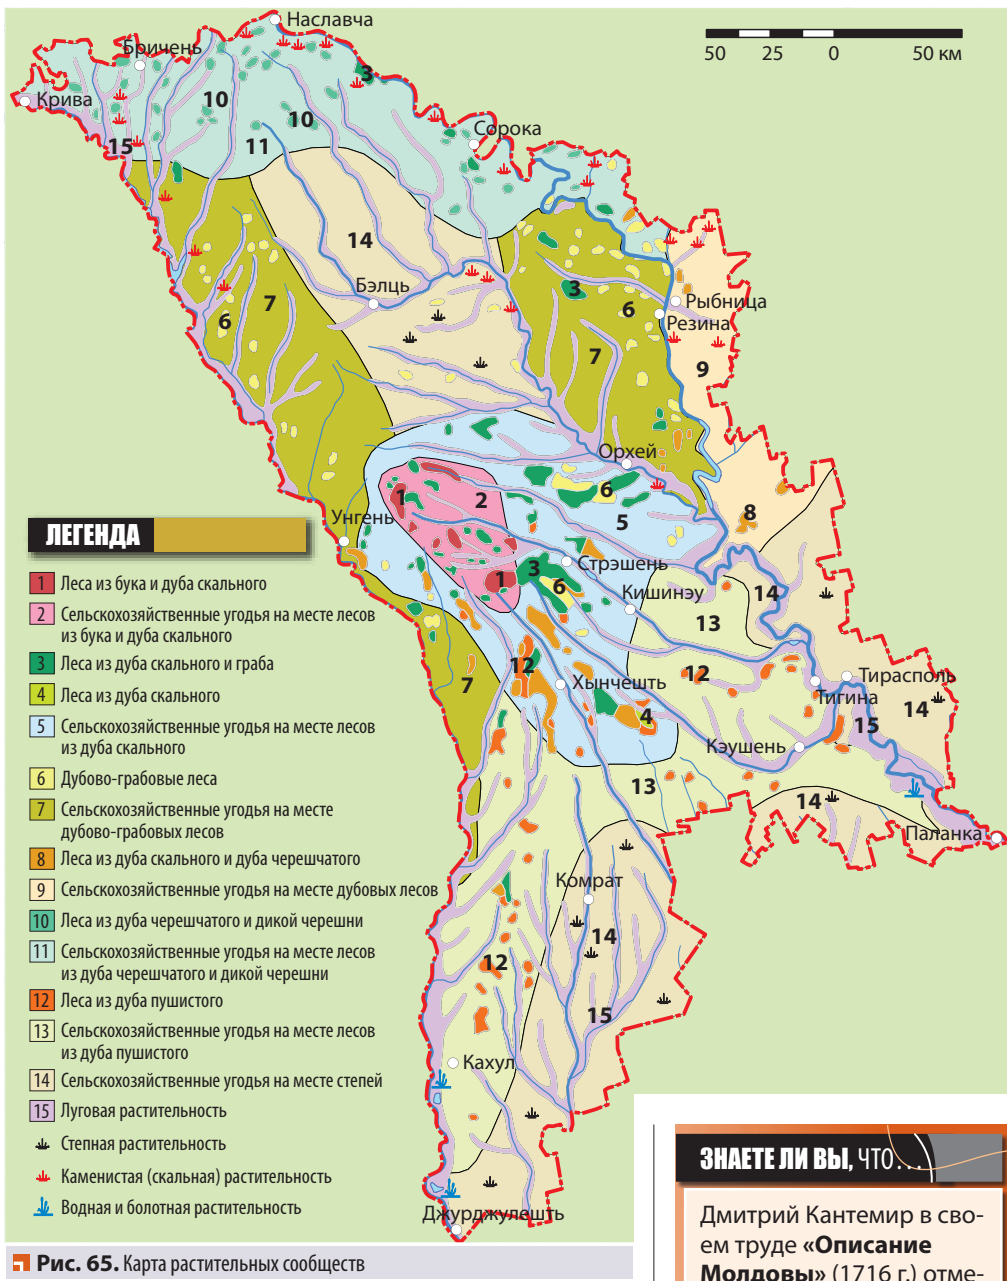 Наславча
Бричень
3
50 25 0 50 км
Крива
10
10
Сорока
15
11
14
Бэлць
3
6
Рыбница
Резина
7
6
7
9
Орхей
6
1
2
8
5
Унгень
ЛЕГЕНДА
Стрэшень
3
1
6
Кишинэу
14
13
1 Леса из бука и дуба скального
2 Сельскохозяйственные угодья на месте лесов
из бука и дуба скального
3 Леса из дуба скального и граба
4 Леса из дуба скального
5 Сельскохозяйственные угодья на месте лесов
из дуба скального
6 Дубово-грабовые леса
7 Сельскохозяйственные угодья на месте
дубово-грабовых лесов
8 Леса из дуба скального и дуба черешчатого
9 Сельскохозяйственные угодья на месте дубовых лесов
10 Леса из дуба черешчатого и дикой черешни
11 Сельскохозяйственные угодья на месте лесов
из дуба черешчатого и дикой черешни
12 Леса из дуба пушистого
13 Сельскохозяйственные угодья на месте лесов
из дуба пушистого
14 Сельскохозяйственные угодья на месте степей
15 Луговая растительность
Степная растительность
Каменистая (скальная) растительность
Водная и болотная растительность
12
7
Хынчешть
12
Тирасполь
Тигина
14
4
15
Кэушень
13
14
Паланка
Комрат
14
12
15
Кахул
Джурджулешть
Рис. 65. Карта растительных сообществ
ЗНАЕТЕ ЛИ ВЫ, ЧТО...
Дмитрий Кантемир в сво-
ем труде «Описание
Молдовы» (1716 г.) отме-